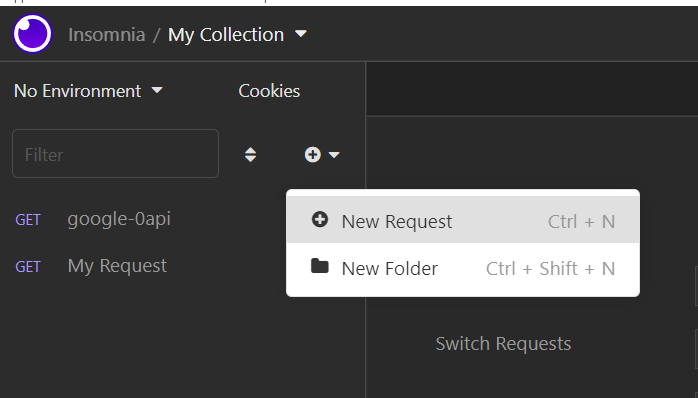 Insomnia / My Collection
No Environment
Cookies
Filter
GET google-0api
New Request Ctrl + N
GET My Request
New Folder Ctrl + Shift + N
Switch Requests